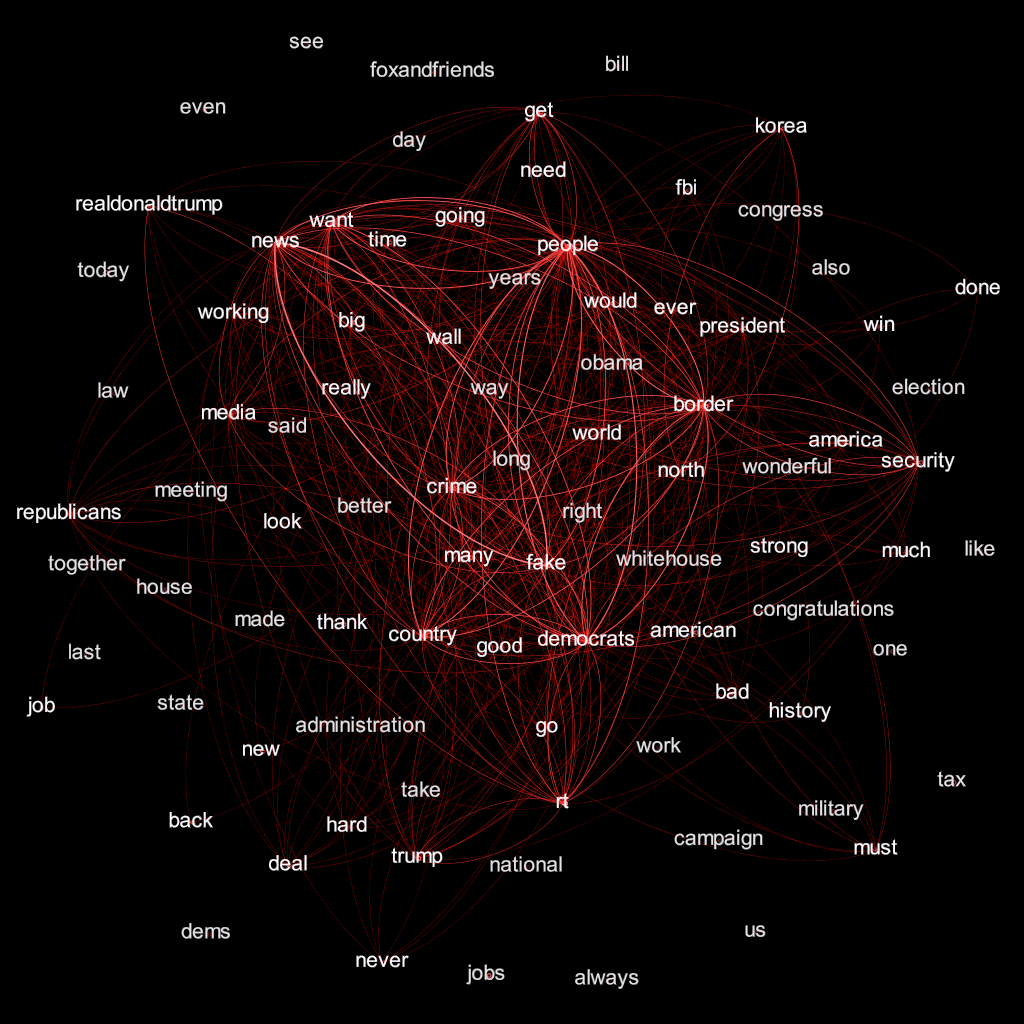 see
bill
foxandfriends
even
get
korea
day
need
fbi
realdonaldtrump
congress
want
going
news
time
people
today
also
years
done
would
ever
working
big
president
win
wall
obama
law
really
way
election
media
border
said
world
america
long
security
north
wonderful
crime
meeting
better
republicans
look
right
strong
like
much
many
fake
whitehouse
together
house
congratulations
made
thank
american
country
democrats
good
one
last
bad
state
job
history
administration
go
new
work
tax
take
rt
military
back
hard
campaign
must
trump
deal
national
us
dems
never
jobs
always